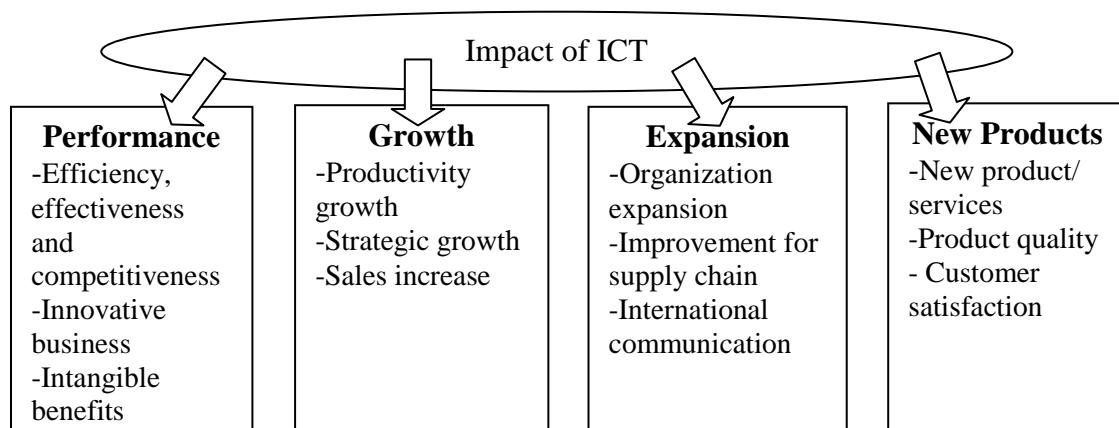 Impact of ICT
Performance
-Efficiency,
effectiveness
and
competitiveness
-Innovative
business
-Intangible
benefits
Growth
-Productivity
growth
-Strategic growth
-Sales increase
Expansion
-Organization
expansion
-Improvement for
supply chain
-International
communication
New Products
-New product/
services
-Product quality
- Customer
satisfaction